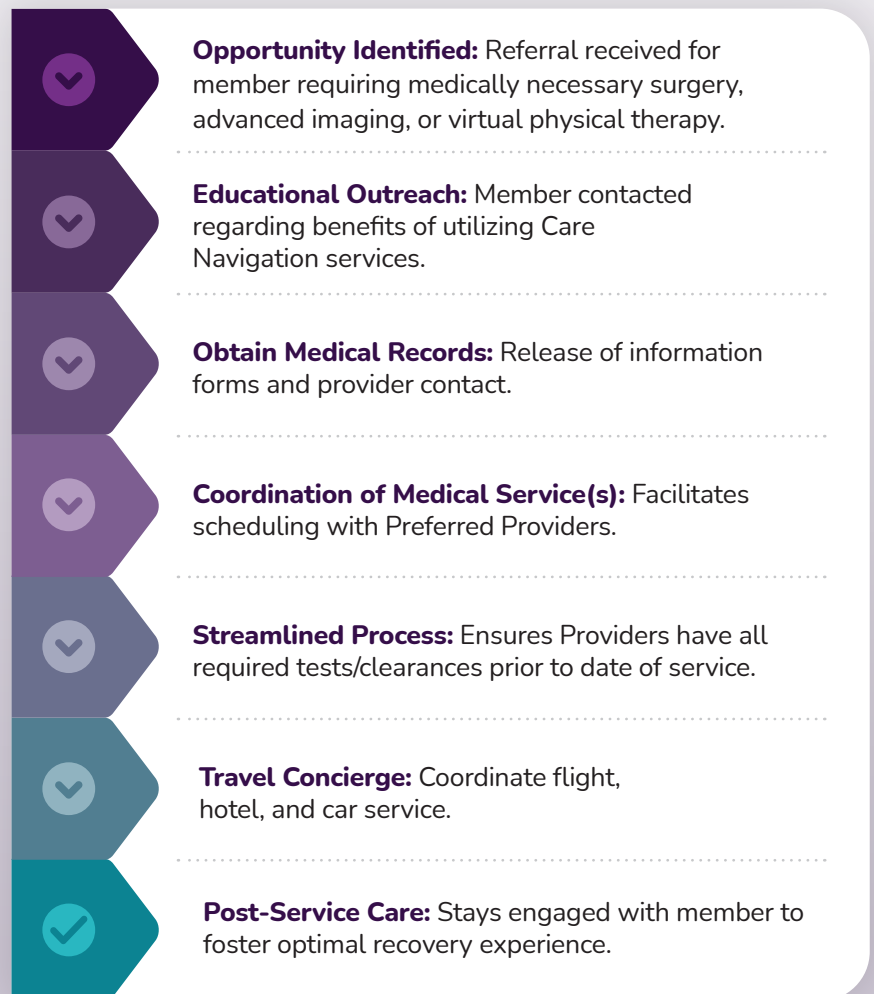 Opportunity Identified: Referral received for
member requiring medically necessary surgery,
advanced imaging, or virtual physical therapy.
Educational Outreach: Member contacted
regarding benefits of utilizing Care
Navigation services.
Obtain Medical Records: Release of information
forms and provider contact.
Coordination of Medical Service(s): Facilitates
scheduling with Preferred Providers.
Streamlined Process: Ensures Providers have all
required tests/clearances prior to date of service.
Travel Concierge: Coordinate flight,
hotel, and car service.
Post-Service Care: Stays engaged with member to
foster optimal recovery experience.